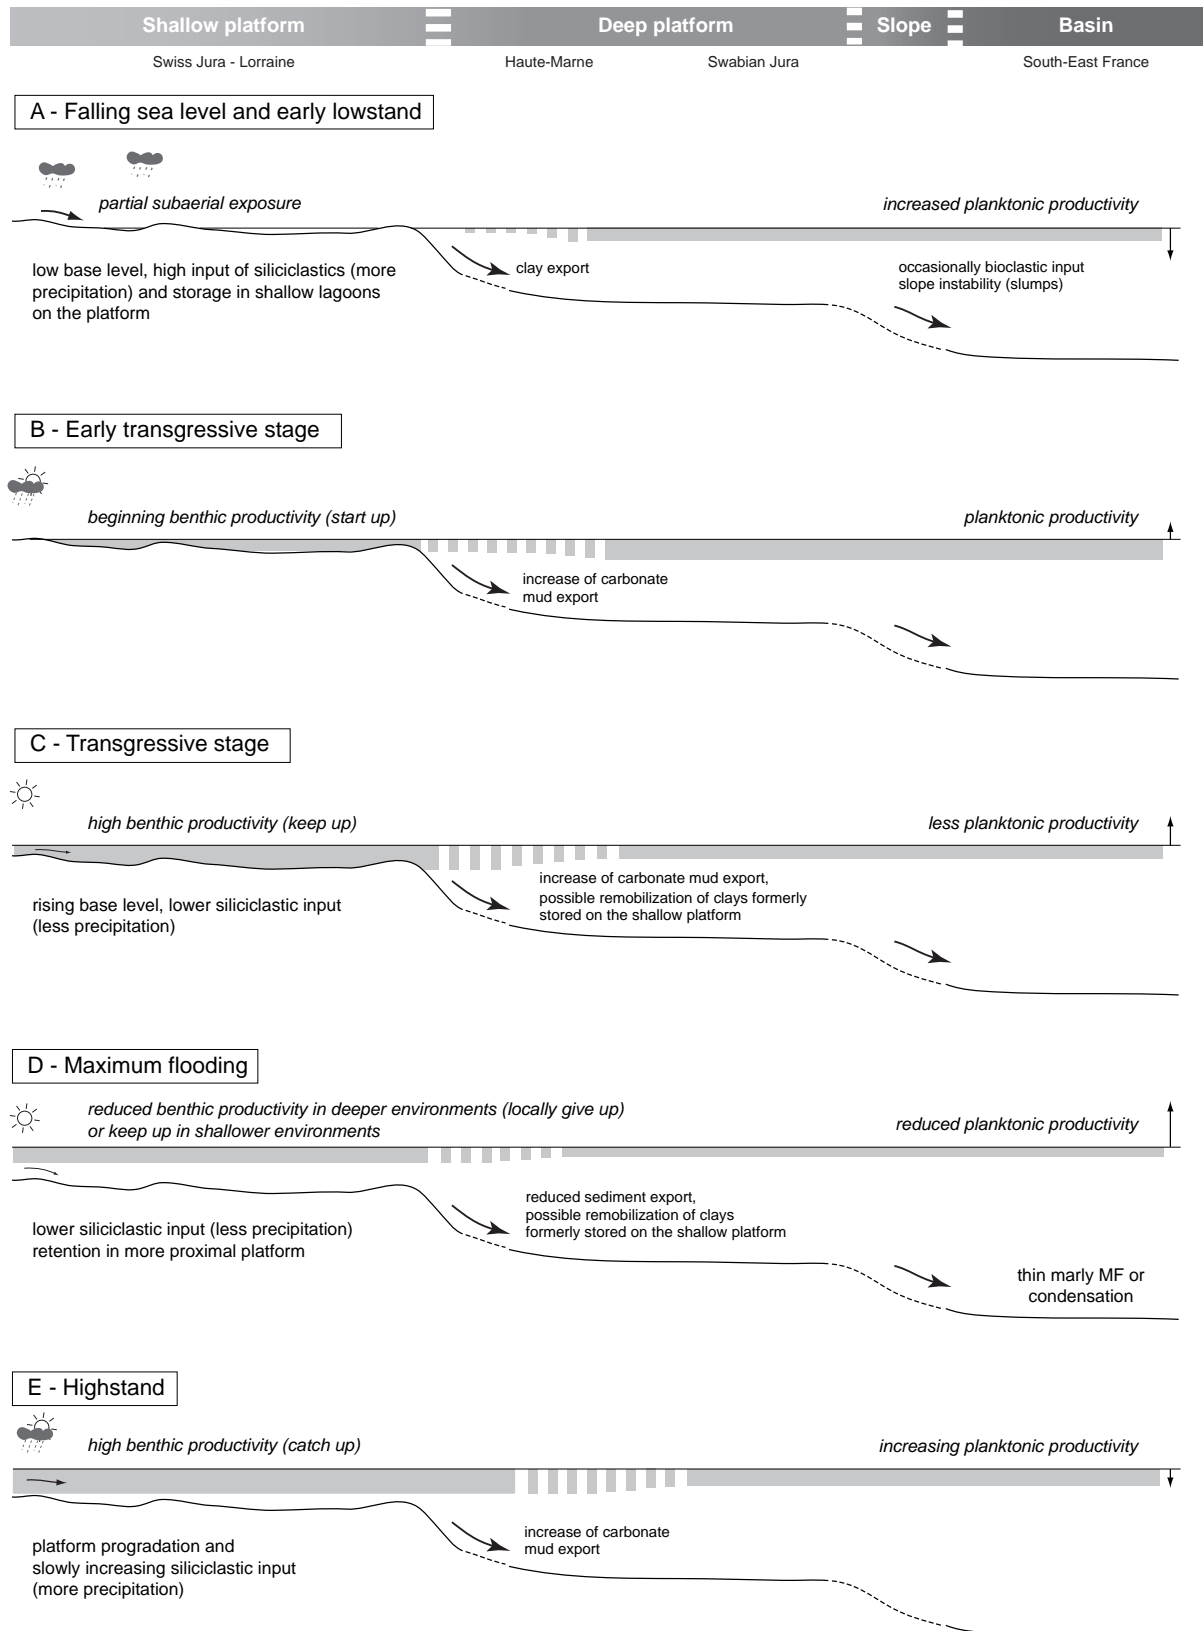 Shallow platform Deep platform Slope Basin
Swiss Jura - Lorraine Haute-Marne Swabian Jura South-East France
A - Falling sea level and early lowstand
partial subaerial exposure
increased planktonic productivity
low base level, high input of siliciclastics (more
precipitation) and storage in shallow lagoons
on the platform
clay export
occasionally bioclastic input
slope instability (slumps)
B - Early transgressive stage
beginning benthic productivity (start up)
planktonic productivity
increase of carbonate
mud export
C - Transgressive stage
high benthic productivity (keep up)
less planktonic productivity
rising base level, lower siliciclastic input
(less precipitation)
increase of carbonate mud export,
possible remobilization of clays formerly
stored on the shallow platform
D - Maximum flooding
reduced benthic productivity in deeper environments (locally give up)
or keep up in shallower environments
reduced planktonic productivity
lower siliciclastic input (less precipitation)
retention in more proximal platform
reduced sediment export,
possible remobilization of clays
formerly stored on the shallow platform
thin marly MF or
condensation
E - Highstand
high benthic productivity (catch up)
increasing planktonic productivity
platform progradation and
slowly increasing siliciclastic input
(more precipitation)
increase of carbonate
mud export